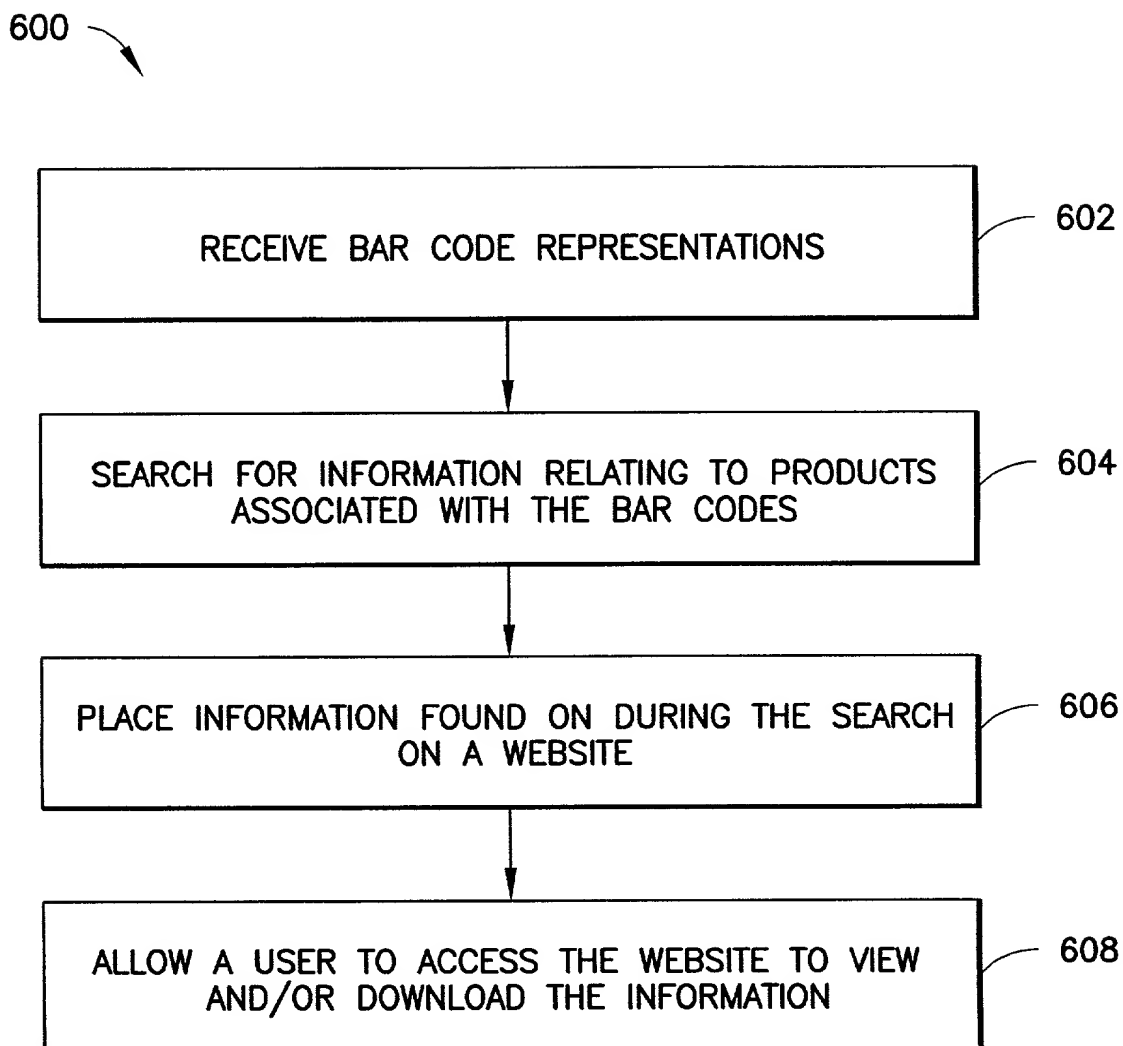 600
RECEIVE BAR CODE REPRESENTATIONS
602
SEARCH FOR INFORMATION RELATING TO PRODUCTS
ASSOCIATED WITH THE BAR CODES
604
PLACE INFORMATION FOUND ON DURING THE SEARCH
ON A WEBSITE
606
ALLOW A USER TO ACCESS THE WEBSITE TO VIEW
AND/OR DOWNLOAD THE INFORMATION
608